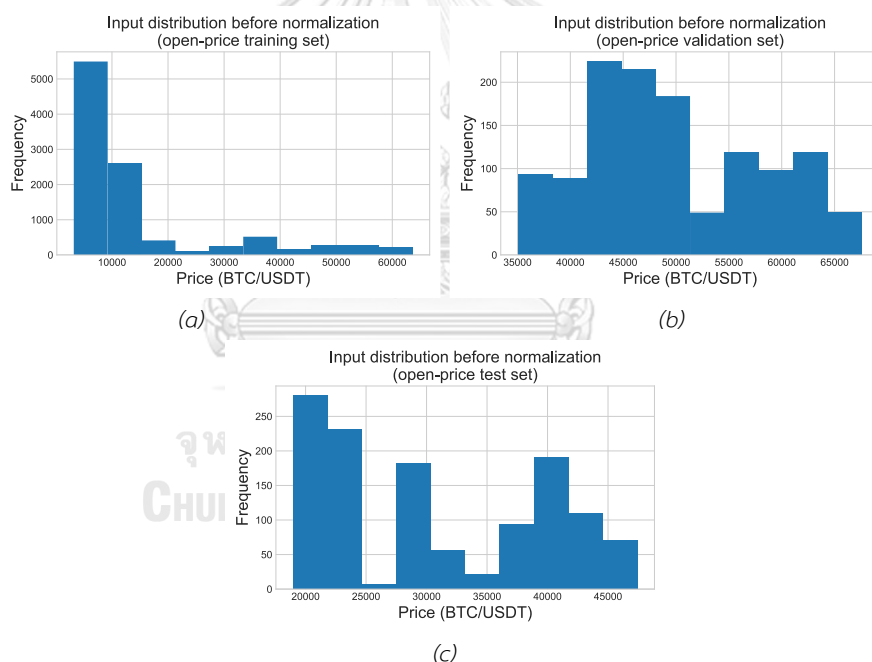 Input distribution before normalization
(open-price training set)
5000
4000
3000
2000
1000
0
Frequency
10000 20000 30000 40000 50000 60000
Price (BTC/USDT)
(a)
Input distribution before normalization
(open-price validation set)
200
150
100
50
0
Frequency
35000 40000 45000 50000 55000 60000 65000
Price (BTC/USDT)
(b)
Input distribution before normalization
(open-price test set)
250
200
150
100
50
0
Frequency
20000 25000 30000 35000 40000 45000
Price (BTC/USDT)
(c)
จุฬ
CHUL